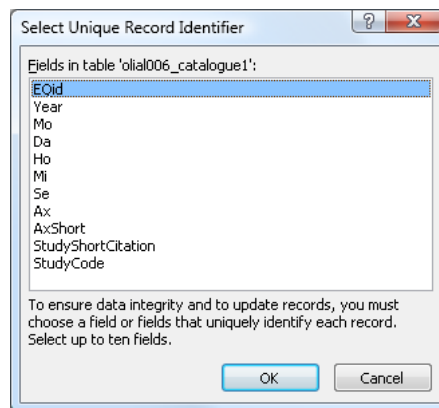 Select Unique Record Identifier
Fields in table 'olial006_catalogue1':
EQid
Year
Mo
Da
Ho
Mi
Se
Ax
AxShort
StudyShortCitation
StudyCode
To ensure data integrity and to update records, you must
choose a field or fields that uniquely identify each record.
Select up to ten fields.
OK Cancel